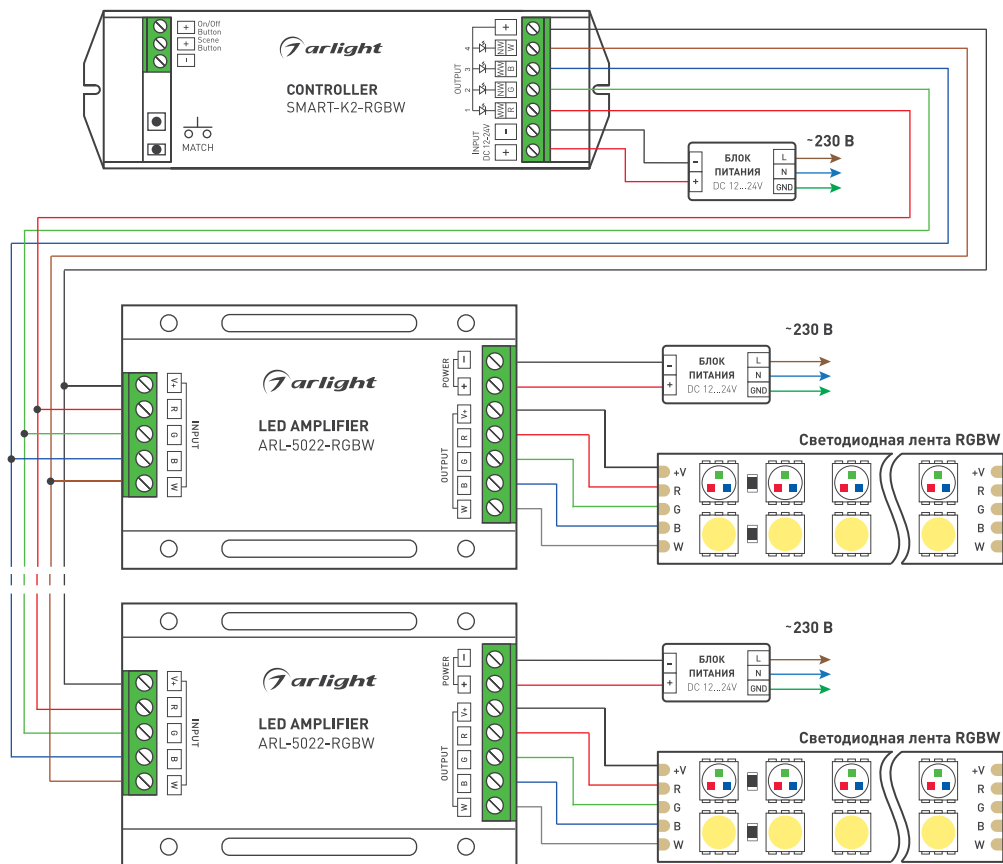 + On/Off
Button
+ Scene
Button
-
MATCH
arlight
CONTROLLER
SMART-K2-RGBW
+
4 NW W
3 WW B
2 NW G
1 WW R
OUTPUT
-
+
INPUT
DC 12-24V
~230 В
-
+
БЛОК
ПИТАНИЯ
DC 12...24V
L
N
GND
arlight
LED AMPLIFIER
ARL-5022-RGBW
V+
R
G
B
W
INPUT
POWER
-
+
V+
R
G
B
W
OUTPUT
~230 В
-
+
БЛОК
ПИТАНИЯ
DC 12...24V
L
N
GND
Светодиодная лента RGBW
+V +V
R R
G G
B B
W W
arlight
LED AMPLIFIER
ARL-5022-RGBW
V+
R
G
B
W
INPUT
POWER
-
+
V+
R
G
B
W
OUTPUT
~230 В
-
+
БЛОК
ПИТАНИЯ
DC 12...24V
L
N
GND
Светодиодная лента RGBW
+V +V
R R
G G
B B
W W